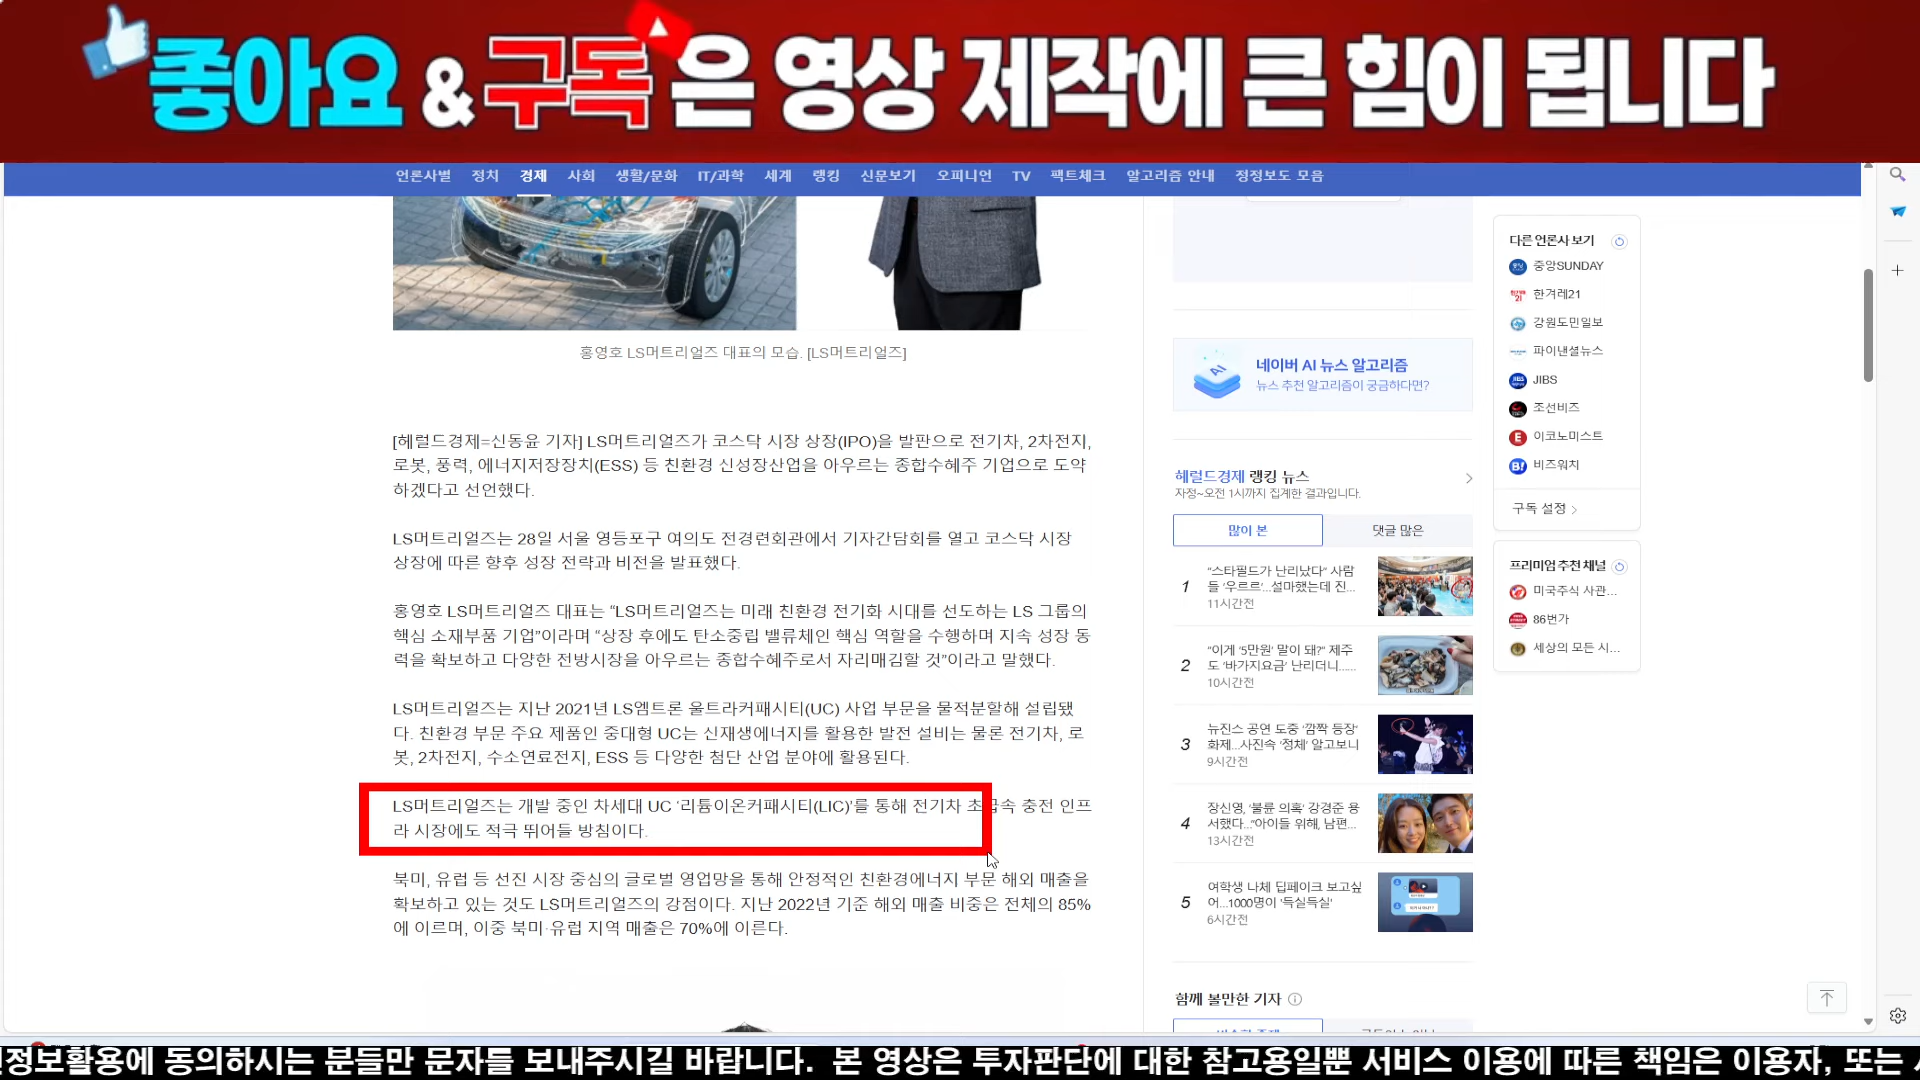 좋아요 & 구독 은 영상 제작에 큰 힘이 됩니다
언론사별 정치 경제 사회 생활/문화 IT/과학 세계 랭킹 신문보기 오피니언 TV 팩트체크 알고리즘 안내 정정보도 모음
홍영호 LS머트리얼즈 대표의 모습. [LS머트리얼즈]
[헤럴드경제=신동윤 기자] LS머트리얼즈가 코스닥 시장 상장(IPO)을 발판으로 전기차, 2차전지,
로봇, 풍력, 에너지저장장치(ESS) 등 친환경 신성장산업을 아우르는 종합수혜주 기업으로 도약
하겠다고 선언했다.
LS머트리얼즈는 28일 서울 영등포구 여의도 전경련회관에서 기자간담회를 열고 코스닥 시장
상장에 따른 향후 성장 전략과 비전을 발표했다.
홍영호 LS머트리얼즈 대표는 “LS머트리얼즈는 미래 친환경 전기화 시대를 선도하는 LS 그룹의
핵심 소재부품 기업”이라며 “상장 후에도 탄소중립 밸류체인 핵심 역할을 수행하며 지속 성장 동
력을 확보하고 다양한 전방시장을 아우르는 종합수혜주로서 자리매김할 것”이라고 말했다.
LS머트리얼즈는 지난 2021년 LS엠트론 울트라커패시티(UC) 사업 부문을 물적분할해 설립됐
다. 친환경 부문 주요 제품인 중대형 UC는 신재생에너지를 활용한 발전 설비는 물론 전기차, 로
봇, 2차전지, 수소연료전지, ESS 등 다양한 첨단 산업 분야에 활용된다.
LS머트리얼즈는 개발 중인 차세대 UC ‘리튬이온커패시티(LIC)’를 통해 전기차 초급속 충전 인프
라 시장에도 적극 뛰어들 방침이다.
북미, 유럽 등 선진 시장 중심의 글로벌 영업망을 통해 안정적인 친환경에너지 부문 해외 매출을
확보하고 있는 것도 LS머트리얼즈의 강점이다. 지난 2022년 기준 해외 매출 비중은 전체의 85%
에 이르며, 이중 북미·유럽 지역 매출은 70%에 이른다.
네이버 AI 뉴스 알고리즘
뉴스 추천 알고리즘이 궁금하다면?
헤럴드경제 랭킹 뉴스
자정~오전 1시까지 집계한 결과입니다.
많이 본 댓글 많은
1 “스타필드가 난리났다” 사람
들 ‘우르르’...설마했는데 진...
11시간전
2 “이게 ‘5만원’ 말이 돼?” 제주
도 ‘바가지요금’ 난리더니......
10시간전
3 뉴진스 공연 도중 ‘깜짝 등장’
화제...사진속 ‘정체’ 알고보니
9시간전
4 장신영, ‘불륜 의혹’ 강경준 용
서했다...“아이들 위해, 남편...
13시간전
5 여학생 나체 딥페이크 보고싶
어...1000명이 ‘득실득실’
6시간전
함께 볼만한 기자
다른 언론사 보기
중앙SUNDAY
한겨레21
강원도민일보
파이낸셜뉴스
JIBS
조선비즈
이코노미스트
비즈워치
구독 설정
프리미엄 추천 채널
미국주식 사관...
86번가
세상의 모든 시...
정보활용에 동의하시는 분들만 문자를 보내주시길 바랍니다. 본 영상은 투자판단에 대한 참고용일뿐 서비스 이용에 따른 책임은 이용자, 또는